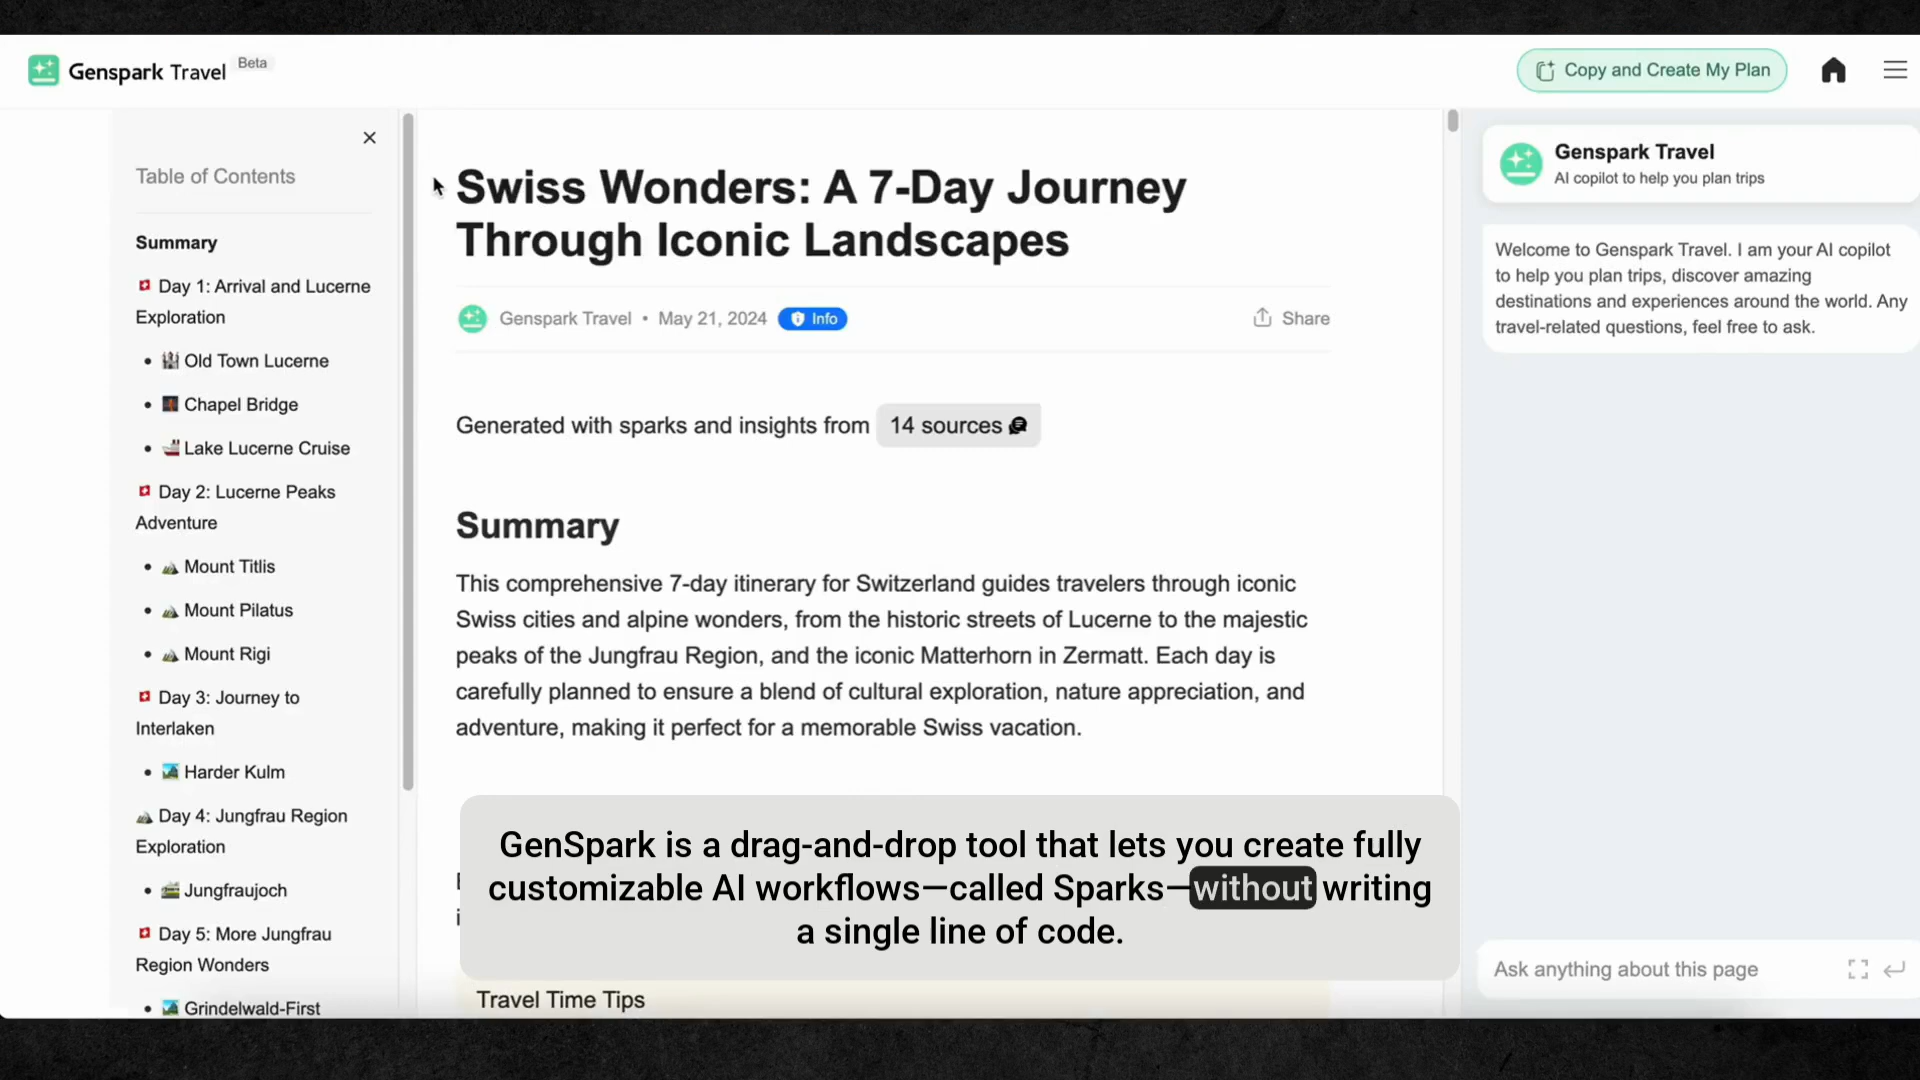 Genspark Travel Beta
Copy and Create My Plan
Table of Contents
Summary
Day 1: Arrival and Lucerne
Exploration
• Old Town Lucerne
• Chapel Bridge
• Lake Lucerne Cruise
Day 2: Lucerne Peaks
Adventure
• Mount Titlis
• Mount Pilatus
• Mount Rigi
Day 3: Journey to
Interlaken
• Harder Kulm
Day 4: Jungfrau Region
Exploration
• Jungfraujoch
Day 5: More Jungfrau
Region Wonders
• Grindelwald-First
Swiss Wonders: A 7-Day Journey
Through Iconic Landscapes
Genspark Travel • May 21, 2024 Info
Share
Generated with sparks and insights from 14 sources
Summary
This comprehensive 7-day itinerary for Switzerland guides travelers through iconic
Swiss cities and alpine wonders, from the historic streets of Lucerne to the majestic
peaks of the Jungfrau Region, and the iconic Matterhorn in Zermatt. Each day is
carefully planned to ensure a blend of cultural exploration, nature appreciation, and
adventure, making it perfect for a memorable Swiss vacation.
GenSpark is a drag-and-drop tool that lets you create fully
customizable AI workflows—called Sparks—without writing
a single line of code.
Travel Time Tips
Genspark Travel
AI copilot to help you plan trips
Welcome to Genspark Travel. I am your AI copilot
to help you plan trips, discover amazing
destinations and experiences around the world. Any
travel-related questions, feel free to ask.
Ask anything about this page